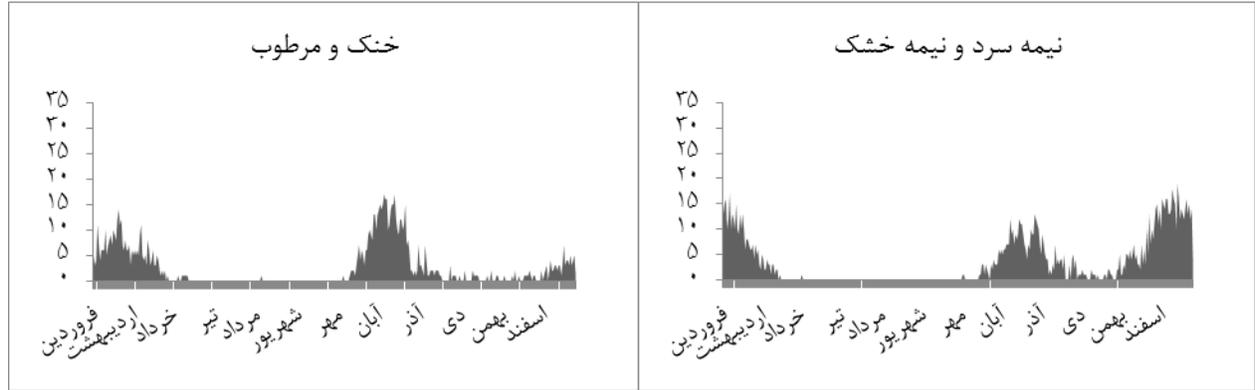 نیمه سرد و نیمه خشک
۳۵
۳۰
۲۵
۲۰
۱۵
۱۰
۵
۰
فروردین
اردیبهشت
خرداد
تیر
مرداد
شهریور
مهر
آبان
آذر
دی
بهمن
اسفند
خنک و مرطوب
۳۵
۳۰
۲۵
۲۰
۱۵
۱۰
۵
۰
فروردین
اردیبهشت
خرداد
تیر
مرداد
شهریور
مهر
آبان
آذر
دی
بهمن
اسفند